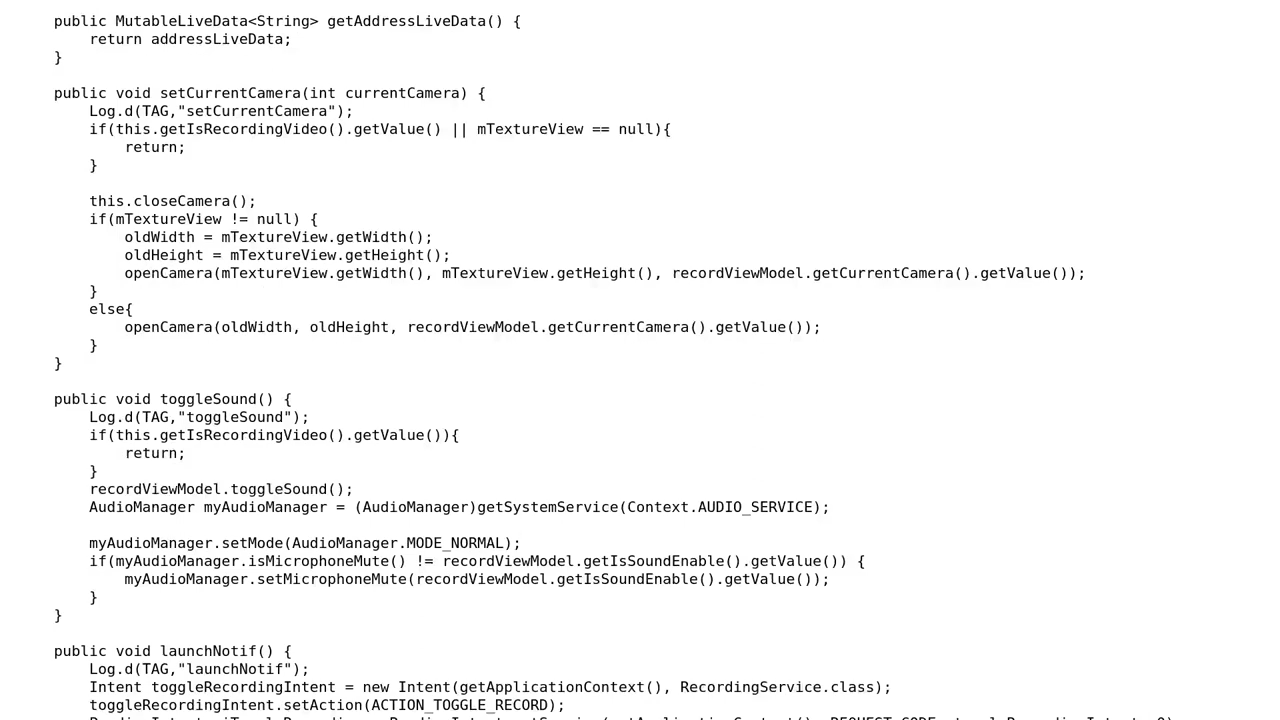 public MutableLiveData<String> getAddressLiveData() {
return addressLiveData;
}
public void setCurrentCamera(int currentCamera) {
Log.d(TAG,"setCurrentCamera");
if(this.getIsRecordingVideo().getValue() || mTextureView == null){
return;
}
this.closeCamera();
if(mTextureView != null) {
oldWidth = mTextureView.getWidth();
oldHeight = mTextureView.getHeight();
openCamera(mTextureView.getWidth(), mTextureView.getHeight(), recordViewModel.getCurrentCamera().getValue());
}
else{
openCamera(oldWidth, oldHeight, recordViewModel.getCurrentCamera().getValue());
}
}
public void toggleSound() {
Log.d(TAG,"toggleSound");
if(this.getIsRecordingVideo().getValue()){
return;
}
recordViewModel.toggleSound();
AudioManager myAudioManager = (AudioManager)getSystemService(Context.AUDIO_SERVICE);
myAudioManager.setMode(AudioManager.MODE_NORMAL);
if(myAudioManager.isMicrophoneMute() != recordViewModel.getIsSoundEnable().getValue()) {
myAudioManager.setMicrophoneMute(recordViewModel.getIsSoundEnable().getValue());
}
}
public void launchNotif() {
Log.d(TAG,"launchNotif");
Intent toggleRecordingIntent = new Intent(getApplicationContext(), RecordingService.class);
toggleRecordingIntent.setAction(ACTION_TOGGLE_RECORD);